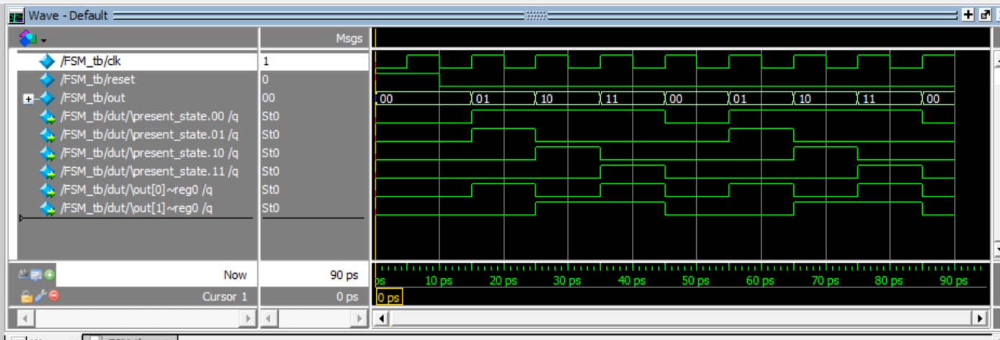 Wave - Default
Msgs
/FSM_tb/clk 1
/FSM_tb/reset 0
/FSM_tb/out 00 00 01 10 11 00 01 10 11 00
/FSM_tb/dut/\present_state.00 /q St0
/FSM_tb/dut/\present_state.01 /q St0
/FSM_tb/dut/\present_state.10 /q St0
/FSM_tb/dut/\present_state.11 /q St0
/FSM_tb/dut/\out[0]~reg0 /q St0
/FSM_tb/dut/\out[1]~reg0 /q St0
Now 90 ps ps 10 ps 20 ps 30 ps 40 ps 50 ps 60 ps 70 ps 80 ps 90 ps
Cursor 1 0 ps 0 ps